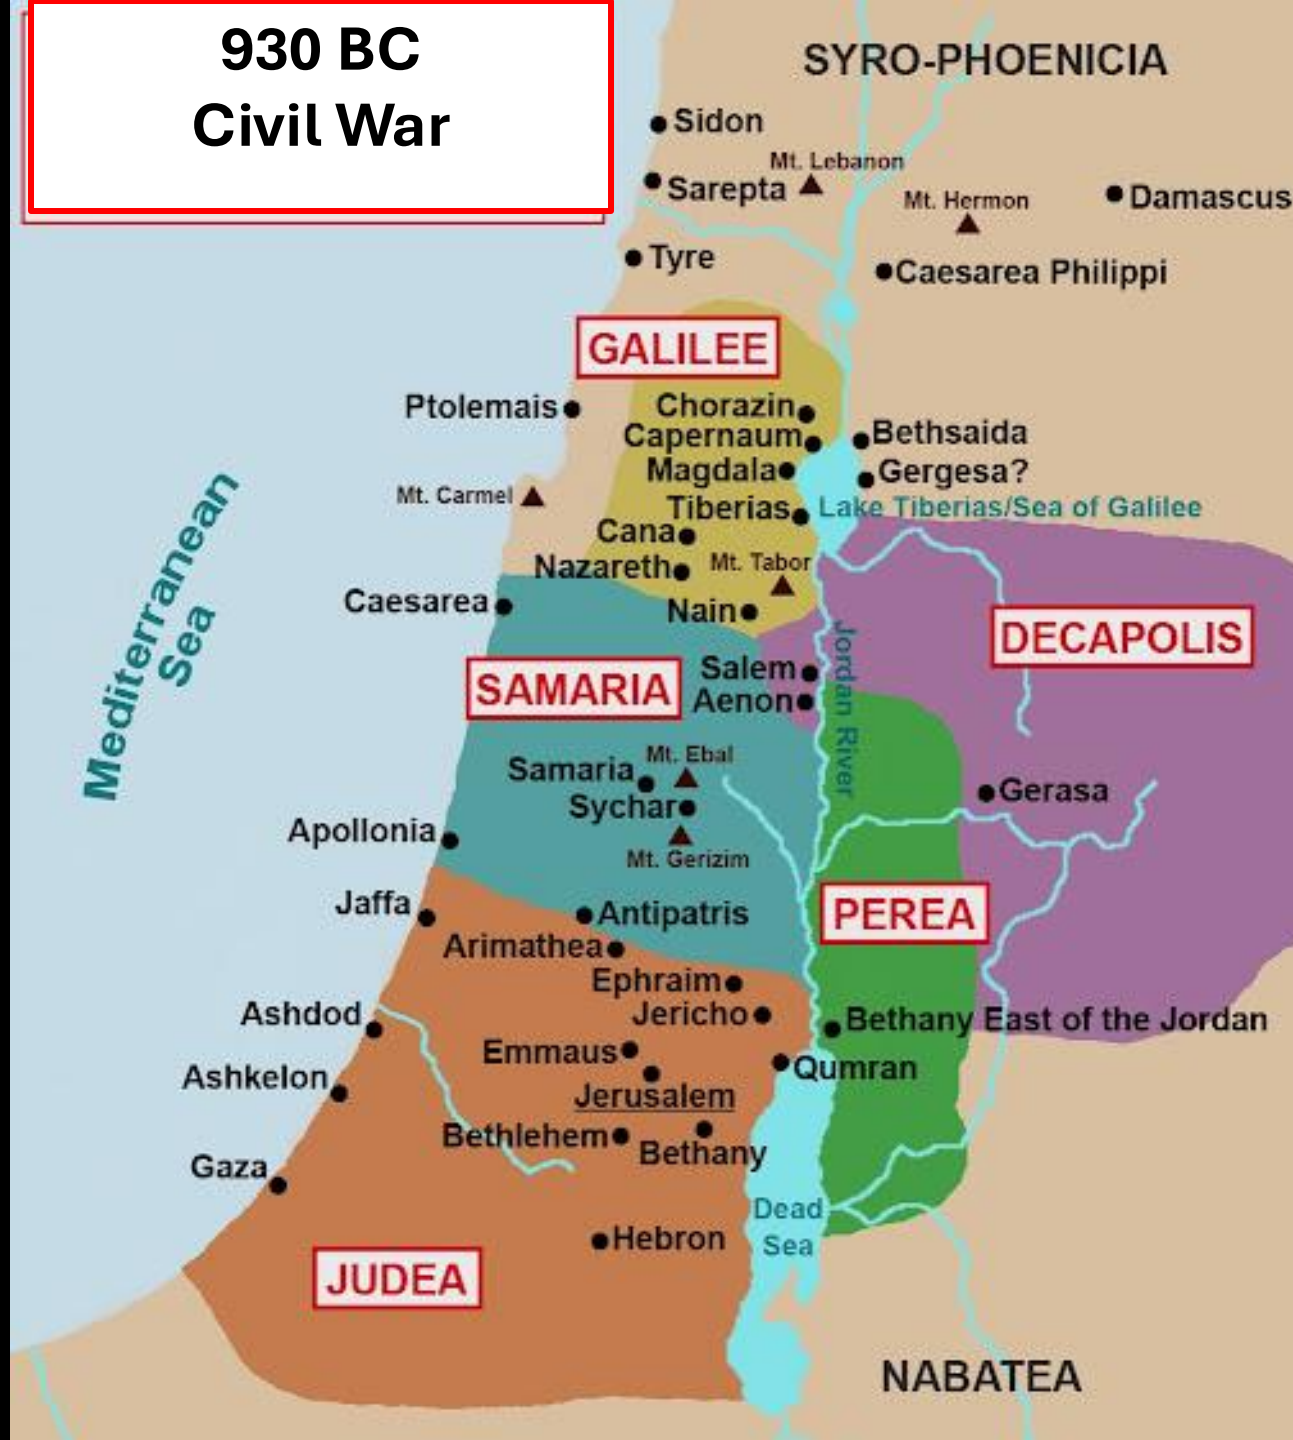 930 BC
Civil War
SYRO-PHOENICIA
Sidon
Mt. Lebanon
Sarepta
Mt. Hermon
Damascus
Tyre
Caesarea Philippi
GALILEE
Ptolemais
Chorazin
Capernaum
Bethsaida
Magdala
Gergesa?
Mt. Carmel
Tiberias
Lake Tiberias/Sea of Galilee
Cana
Nazareth
Mt. Tabor
Mediterranean
Sea
Caesarea
Nain
DECAPOLIS
Jordan River
SAMARIA
Salem
Aenon
Mt. Ebal
Samaria
Sychar
Gerasa
Apollonia
Mt. Gerizim
Jaffa
Antipatris
PEREA
Arimathea
Ephraim
Jericho
Ashdod
Bethany East of the Jordan
Emmaus
Qumran
Ashkelon
Jerusalem
Bethlehem
Bethany
Gaza
Dead
Sea
Hebron
JUDEA
NABATEA